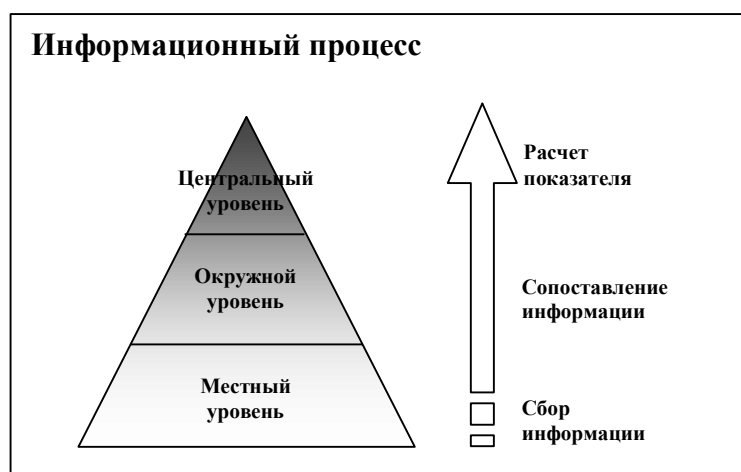 Информационный процесс
Центральный
уровень
Окружной
уровень
Местный
уровень
Расчет
показателя
Сопоставление
информации
Сбор
информации